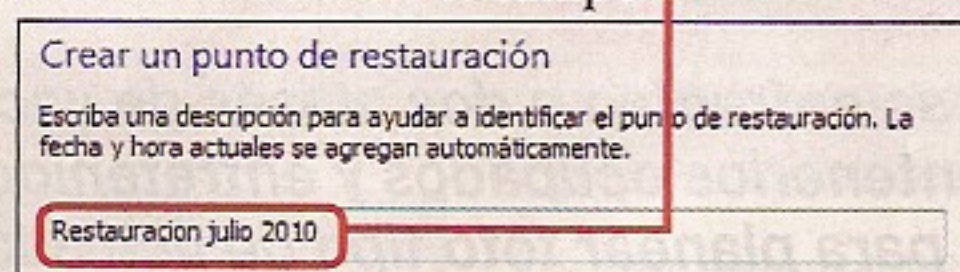 Crear un punto de restauración
Escriba una descripción para ayudar a identificar el punto de restauración. La
fecha y hora actuales se agregan automáticamente.
Restauracion julio 2010